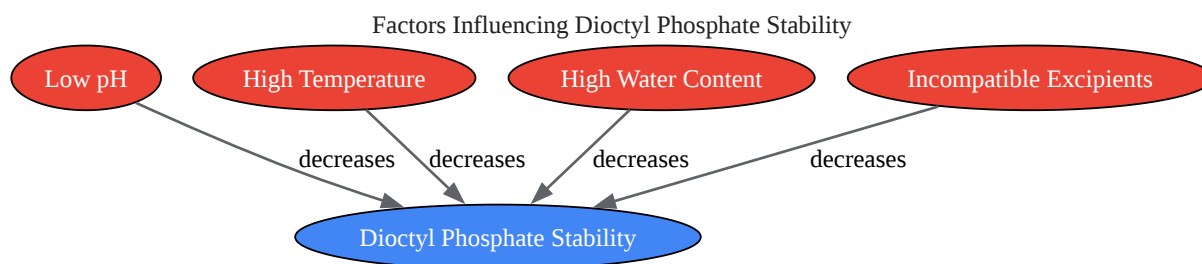 Factors Influencing Dioctyl Phosphate Stability
Low pH
High Temperature
High Water Content
Incompatible Excipients
decreases
decreases
decreases
decreases
Dioctyl Phosphate Stability